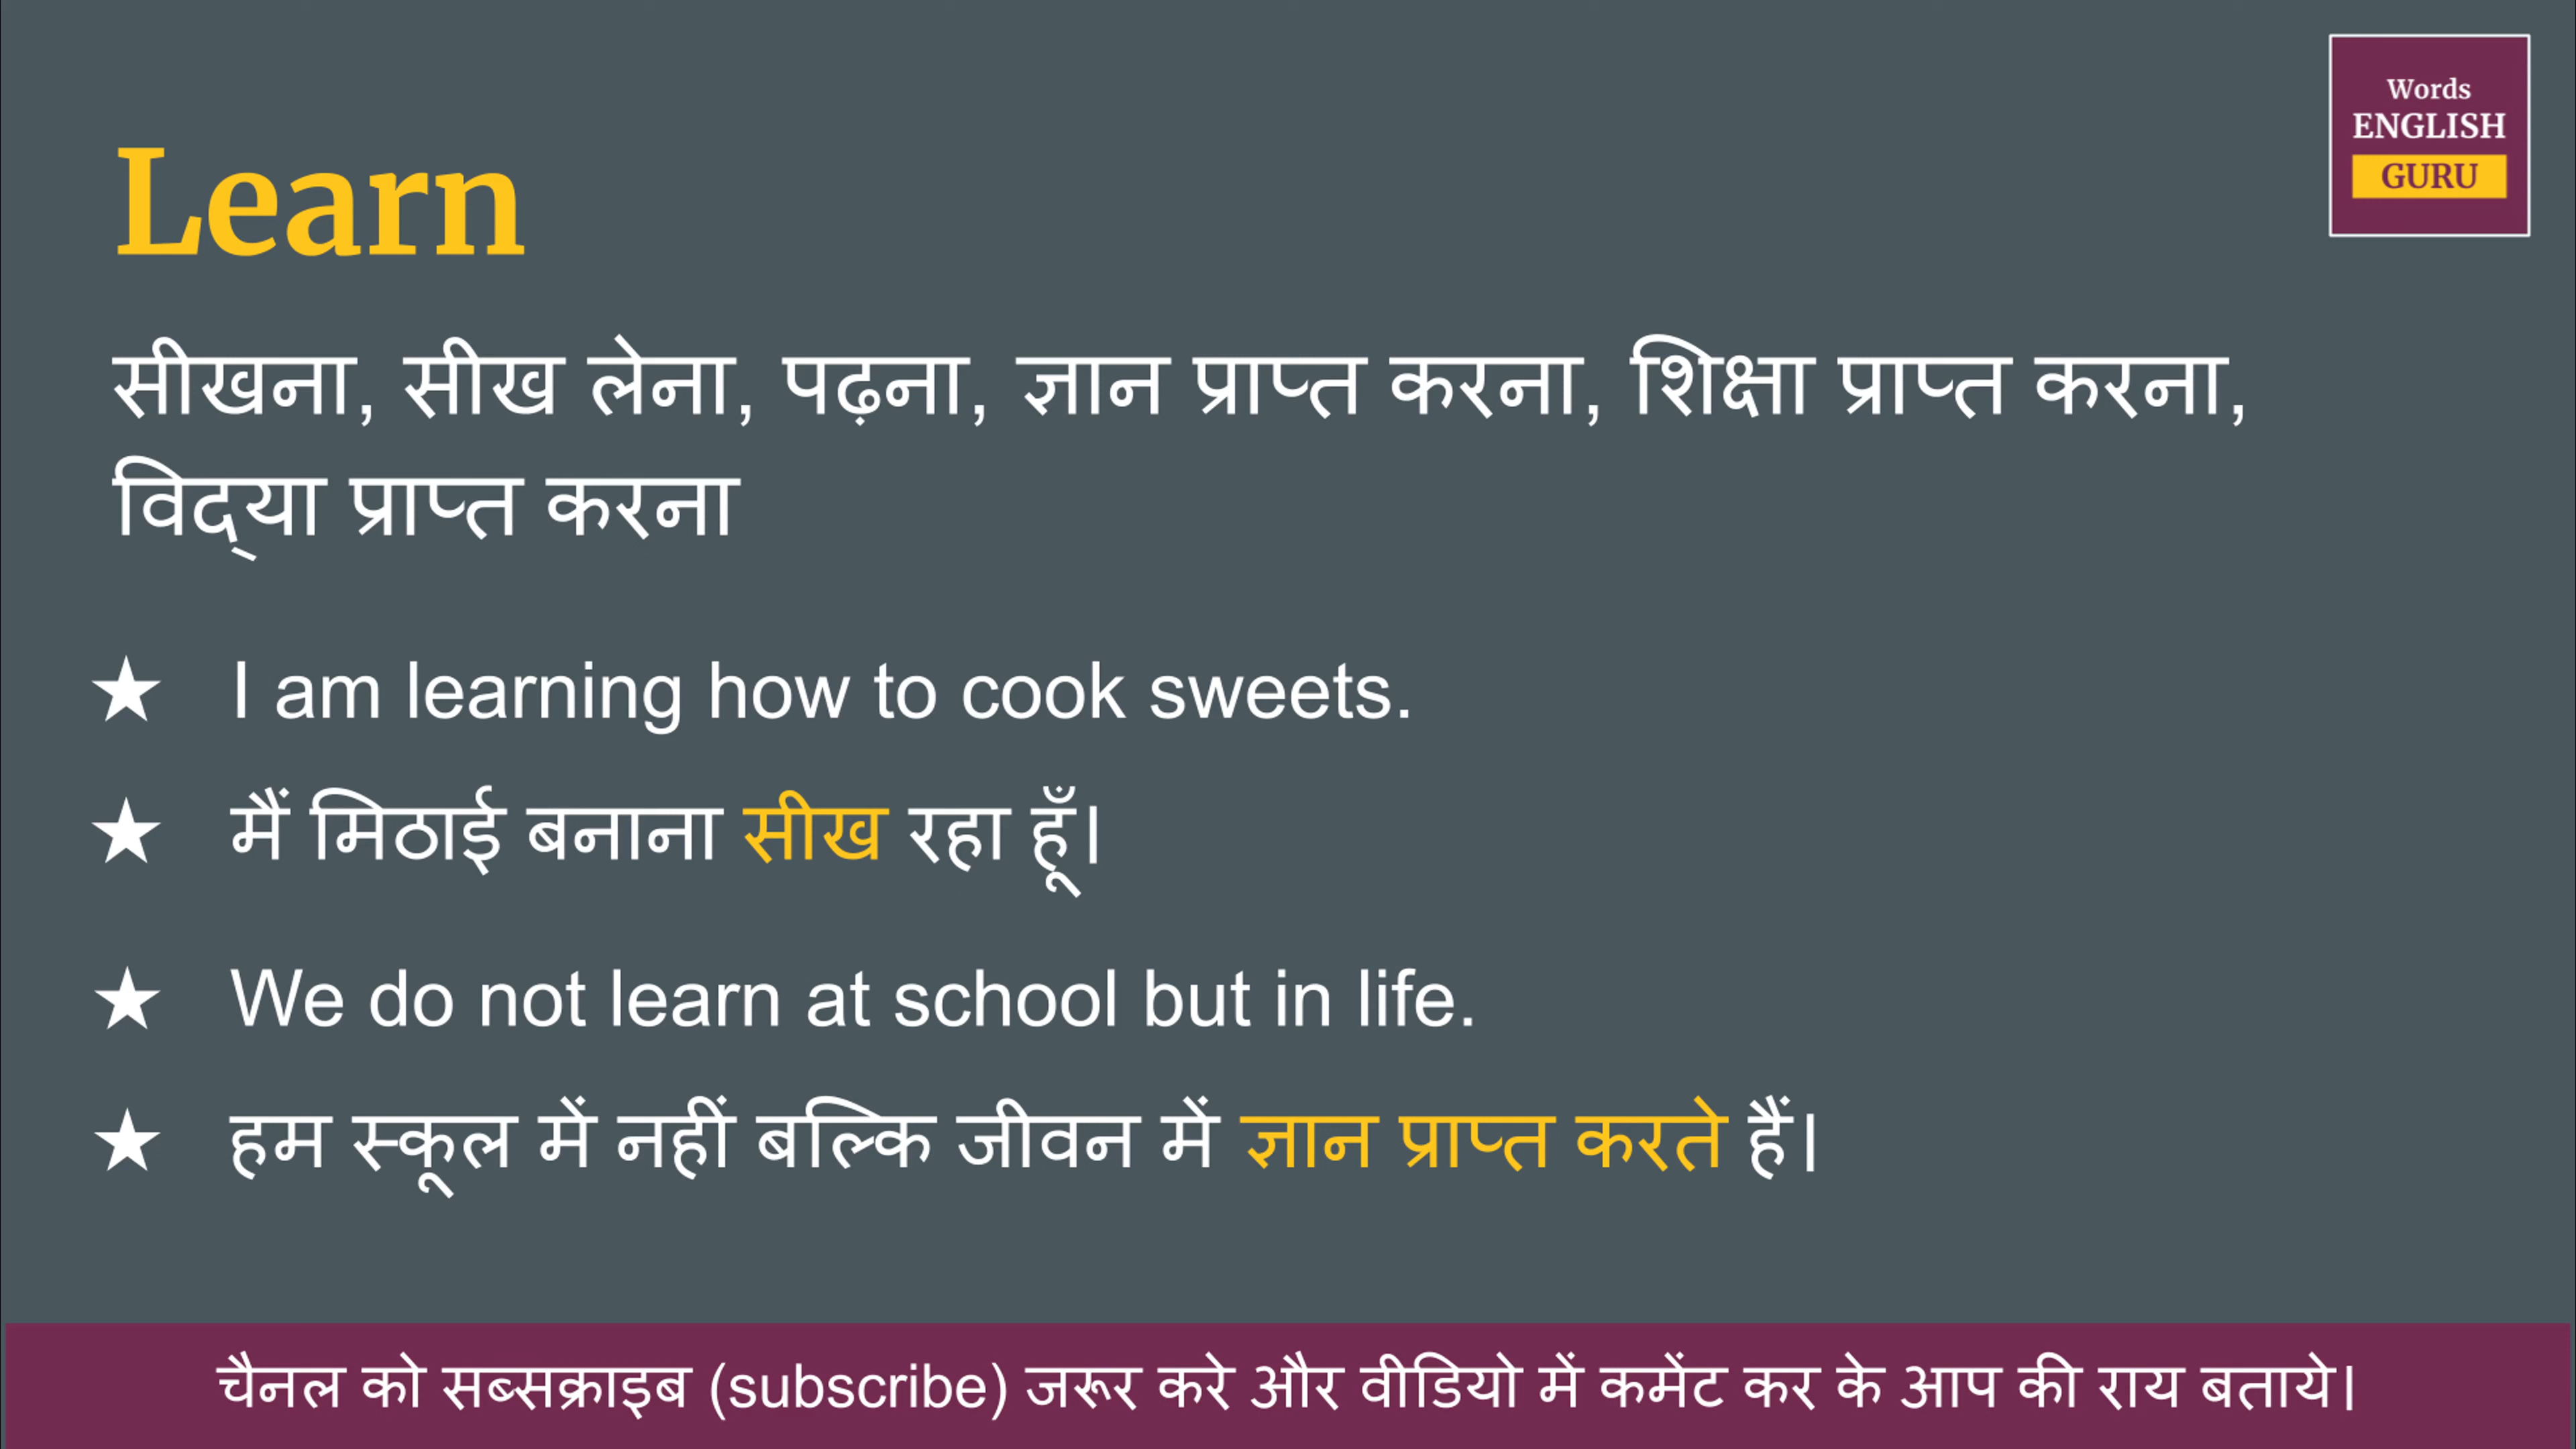 Words
ENGLISH
GURU
Learn
सीखना, सीख लेना, पढ़ना, ज्ञान प्राप्त करना, शिक्षा प्राप्त करना,
विद्‌या प्राप्त करना
★ I am learning how to cook sweets.
★ मैं मिठाई बनाना सीख रहा हूँ।
★ We do not learn at school but in life.
★ हम स्कूल में नहीं बल्कि जीवन में ज्ञान प्राप्त करते हैं।
चैनल को सब्सक्राइब (subscribe) जरूर करे और वीडियो में कमेंट कर के आप की राय बताये।